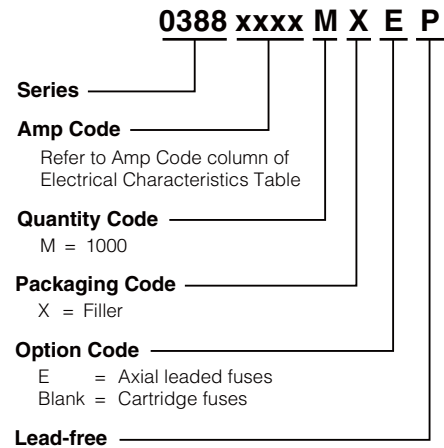 0388 xxxx M X E P
Series
Amp Code
Refer to Amp Code column of
Electrical Characteristics Table
Quantity Code
M = 1000
Packaging Code
X = Filler
Option Code
E = Axial leaded fuses
Blank = Cartridge fuses
Lead-free